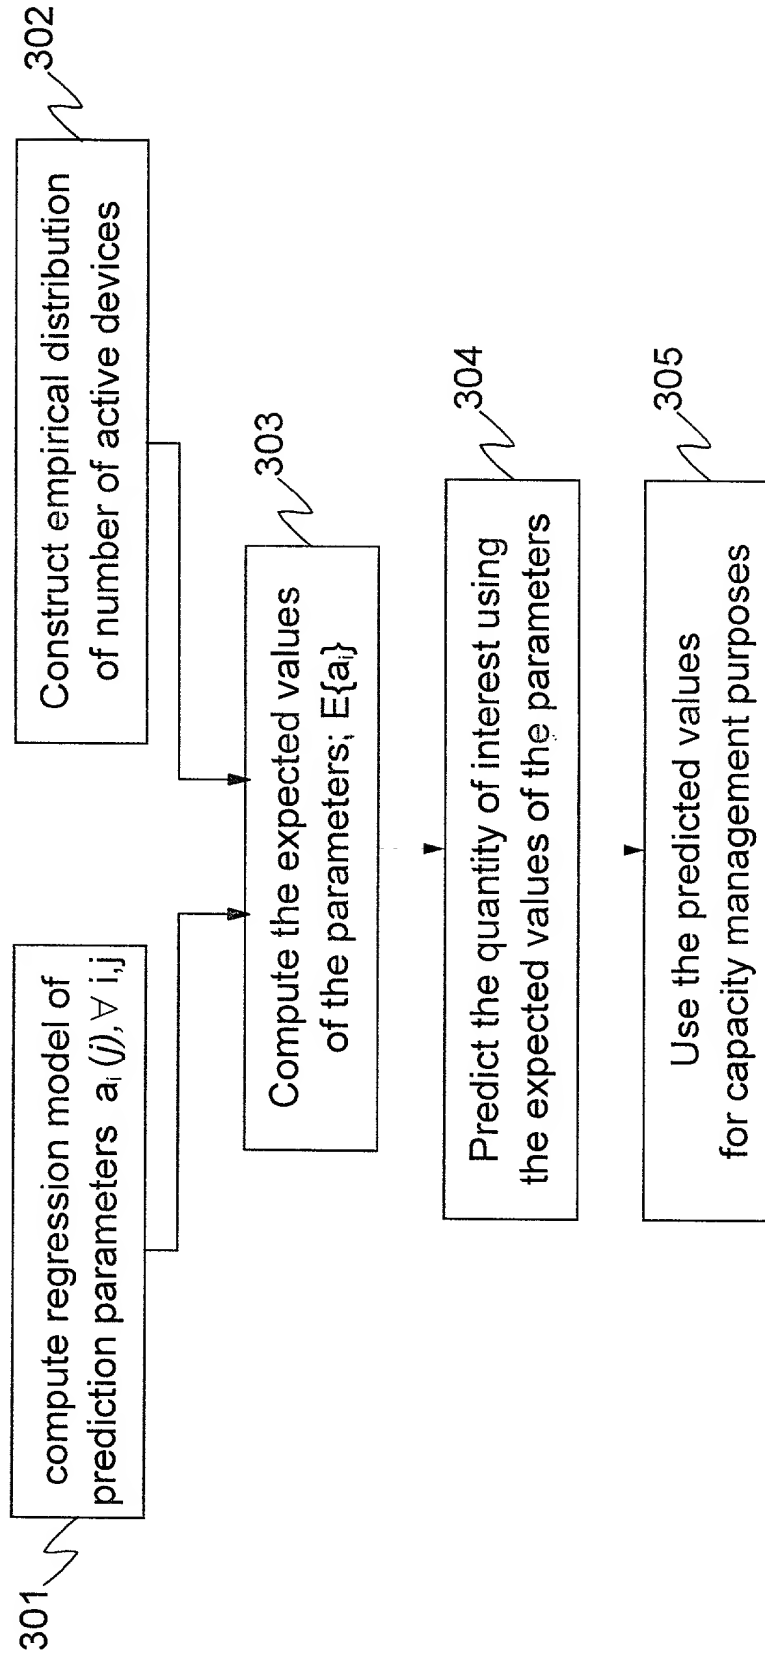 301
compute regression model of
prediction parameters aᵢ (j), ∀ i,j
302
Construct empirical distribution
of number of active devices
303
Compute the expected values
of the parameters; E{aᵢ}
304
Predict the quantity of interest using
the expected values of the parameters
305
Use the predicted values
for capacity management purposes